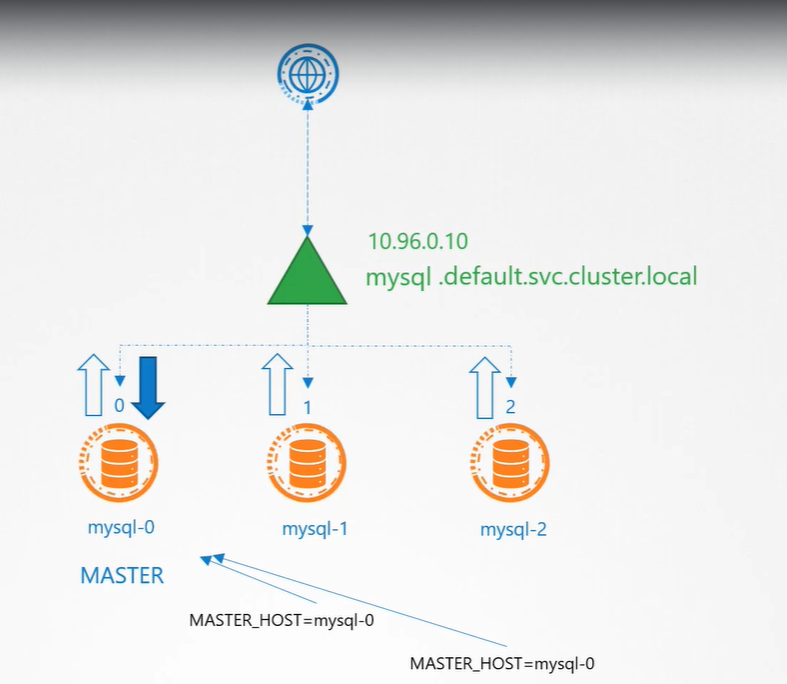 10.96.0.10
mysql .default.svc.cluster.local
0
1
2
mysql-0
mysql-1
mysql-2
MASTER
MASTER_HOST=mysql-0
MASTER_HOST=mysql-0